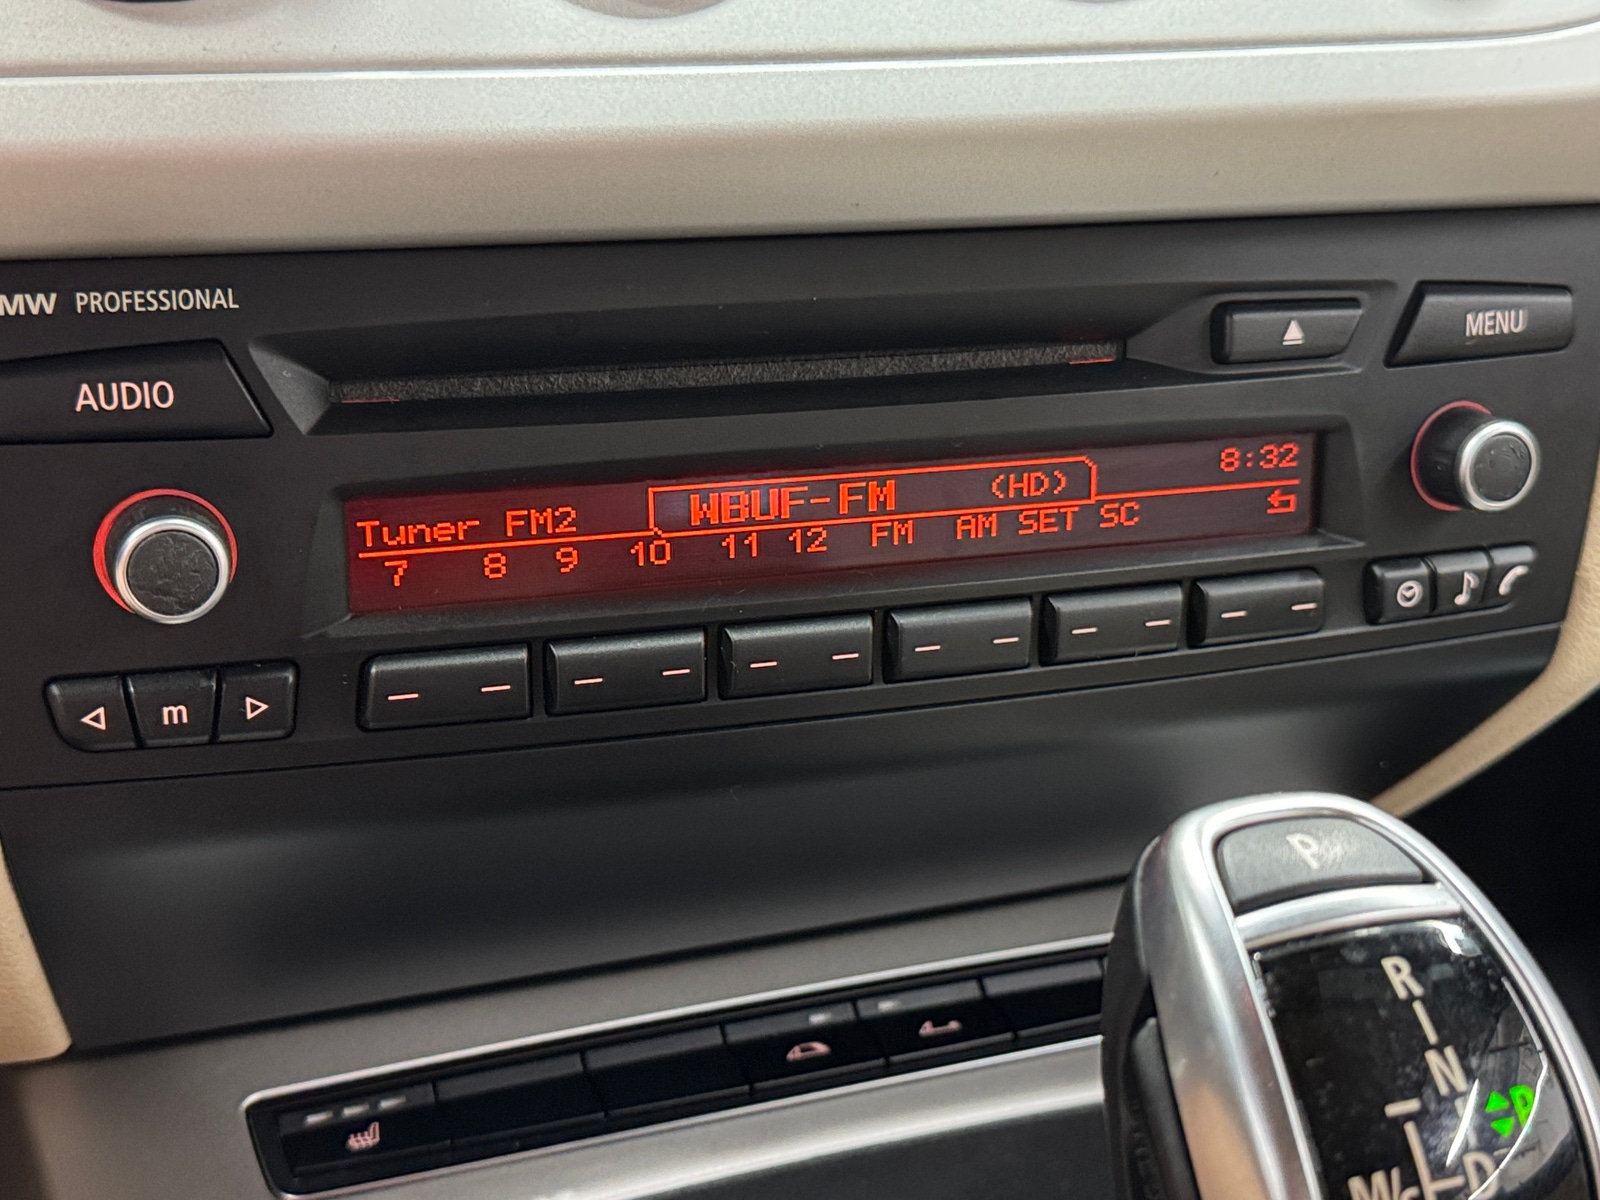 MW PROFESSIONAL
MENU
AUDIO
8:32
Tuner FM2 WBUF-FM (HD)
7 8 9 10 11 12 FM AM SET SC
m
P
R
N
P
D